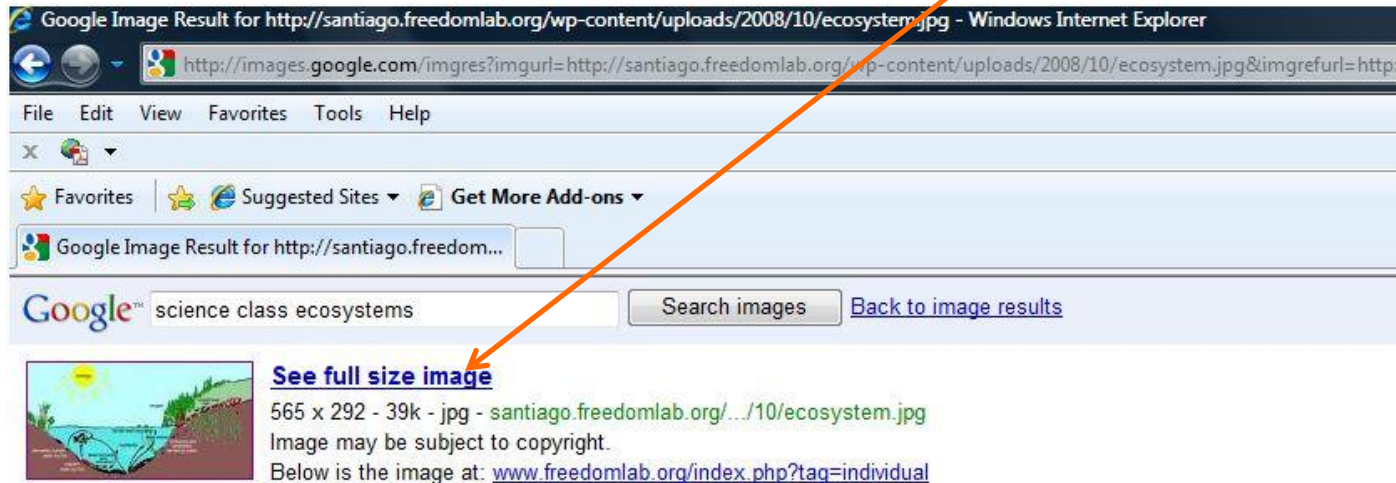 Google Image Result for http://santiago.freedomlab.org/wp-content/uploads/2008/10/ecosystem.jpg - Windows Internet Explorer
http://images.google.com/imgres?imgurl=http://santiago.freedomlab.org/wp-content/uploads/2008/10/ecosystem.jpg&imgrefurl=http:
File Edit View Favorites Tools Help
x
Favorites Suggested Sites Get More Add-ons
Google Image Result for http://santiago.freedom...
Google™ science class ecosystems Search images Back to image results
See full size image
565 x 292 - 39k - jpg - santiago.freedomlab.org/.../10/ecosystem.jpg
Image may be subject to copyright.
Below is the image at: www.freedomlab.org/index.php?tag=individual